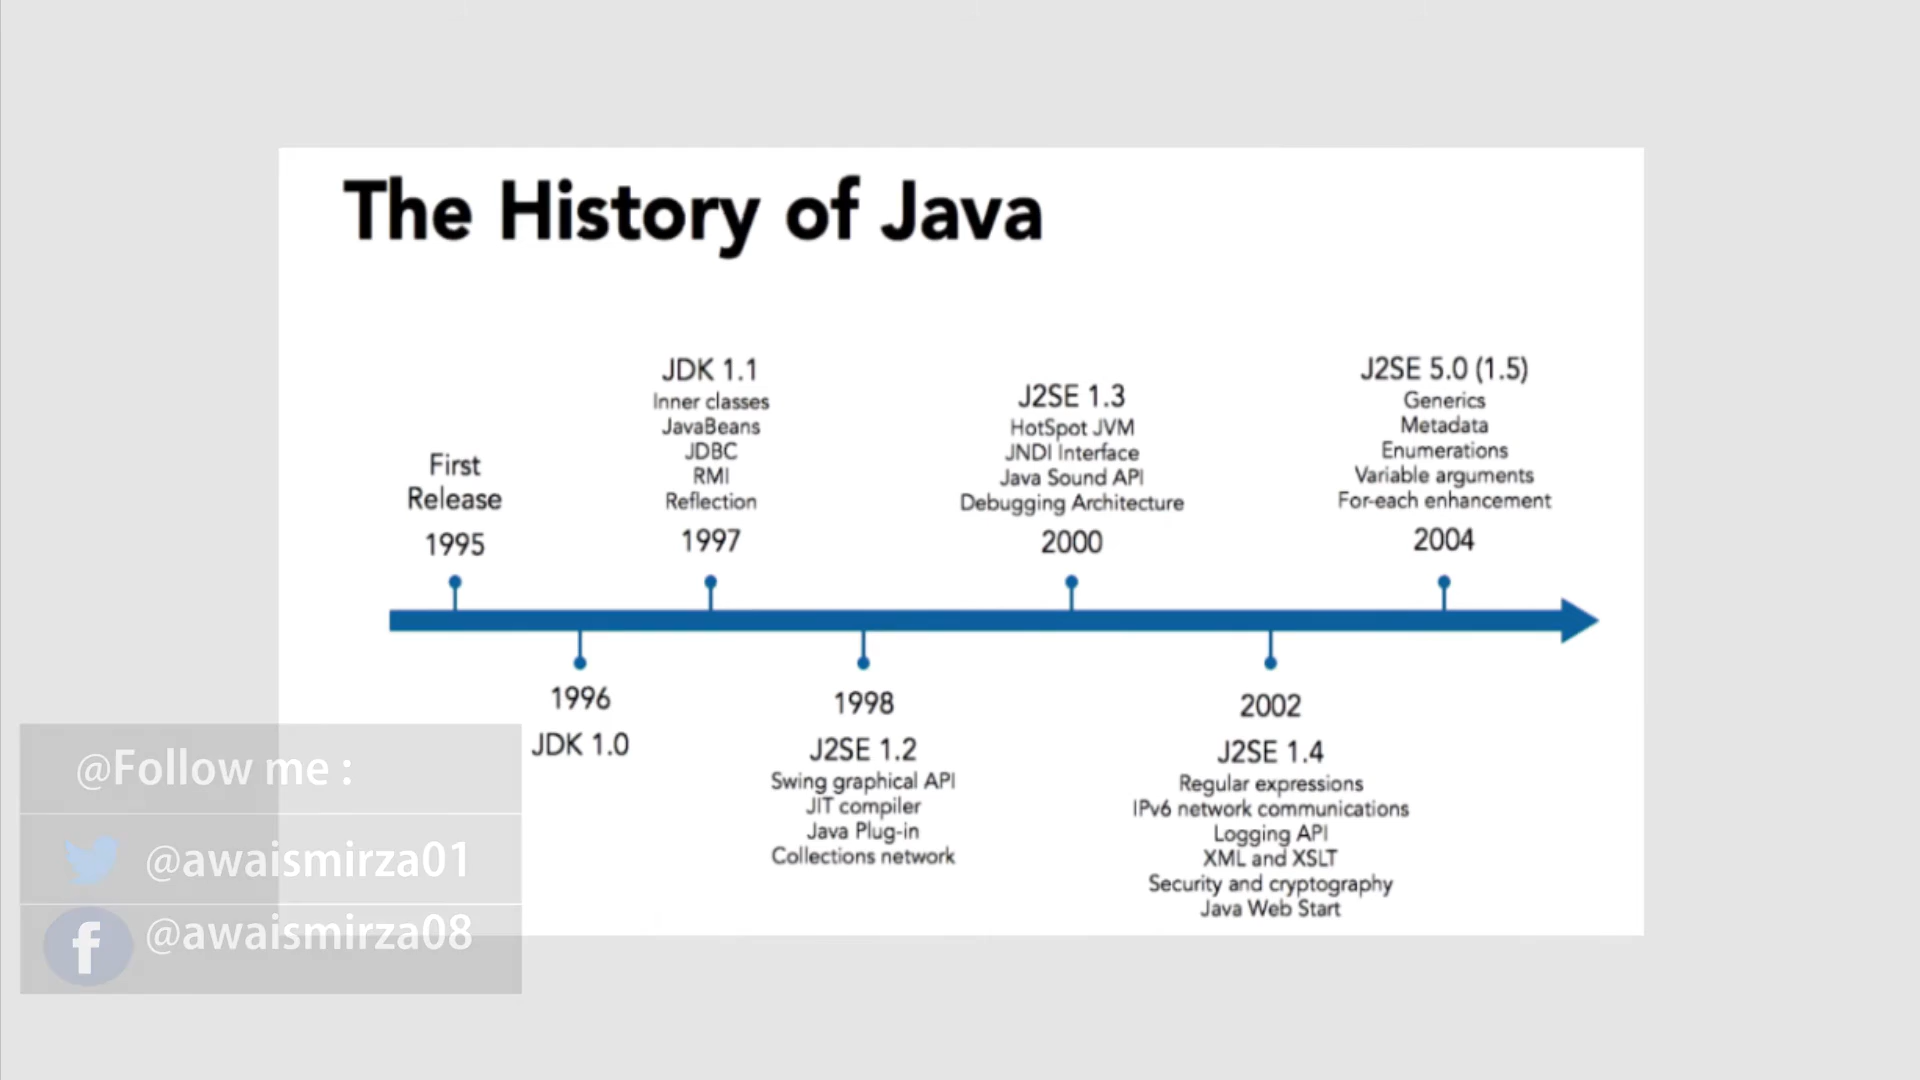 The History of Java
First
Release
1995
1996
JDK 1.0
JDK 1.1
Inner classes
JavaBeans
JDBC
RMI
Reflection
1997
1998
J2SE 1.2
Swing graphical API
JIT compiler
Java Plug-in
Collections network
J2SE 1.3
HotSpot JVM
JNDI Interface
Java Sound API
Debugging Architecture
2000
2002
J2SE 1.4
Regular expressions
IPv6 network communications
Logging API
XML and XSLT
Security and cryptography
Java Web Start
J2SE 5.0 (1.5)
Generics
Metadata
Enumerations
Variable arguments
For-each enhancement
2004
@Follow me :
@awaismirza01
@awaismirza08